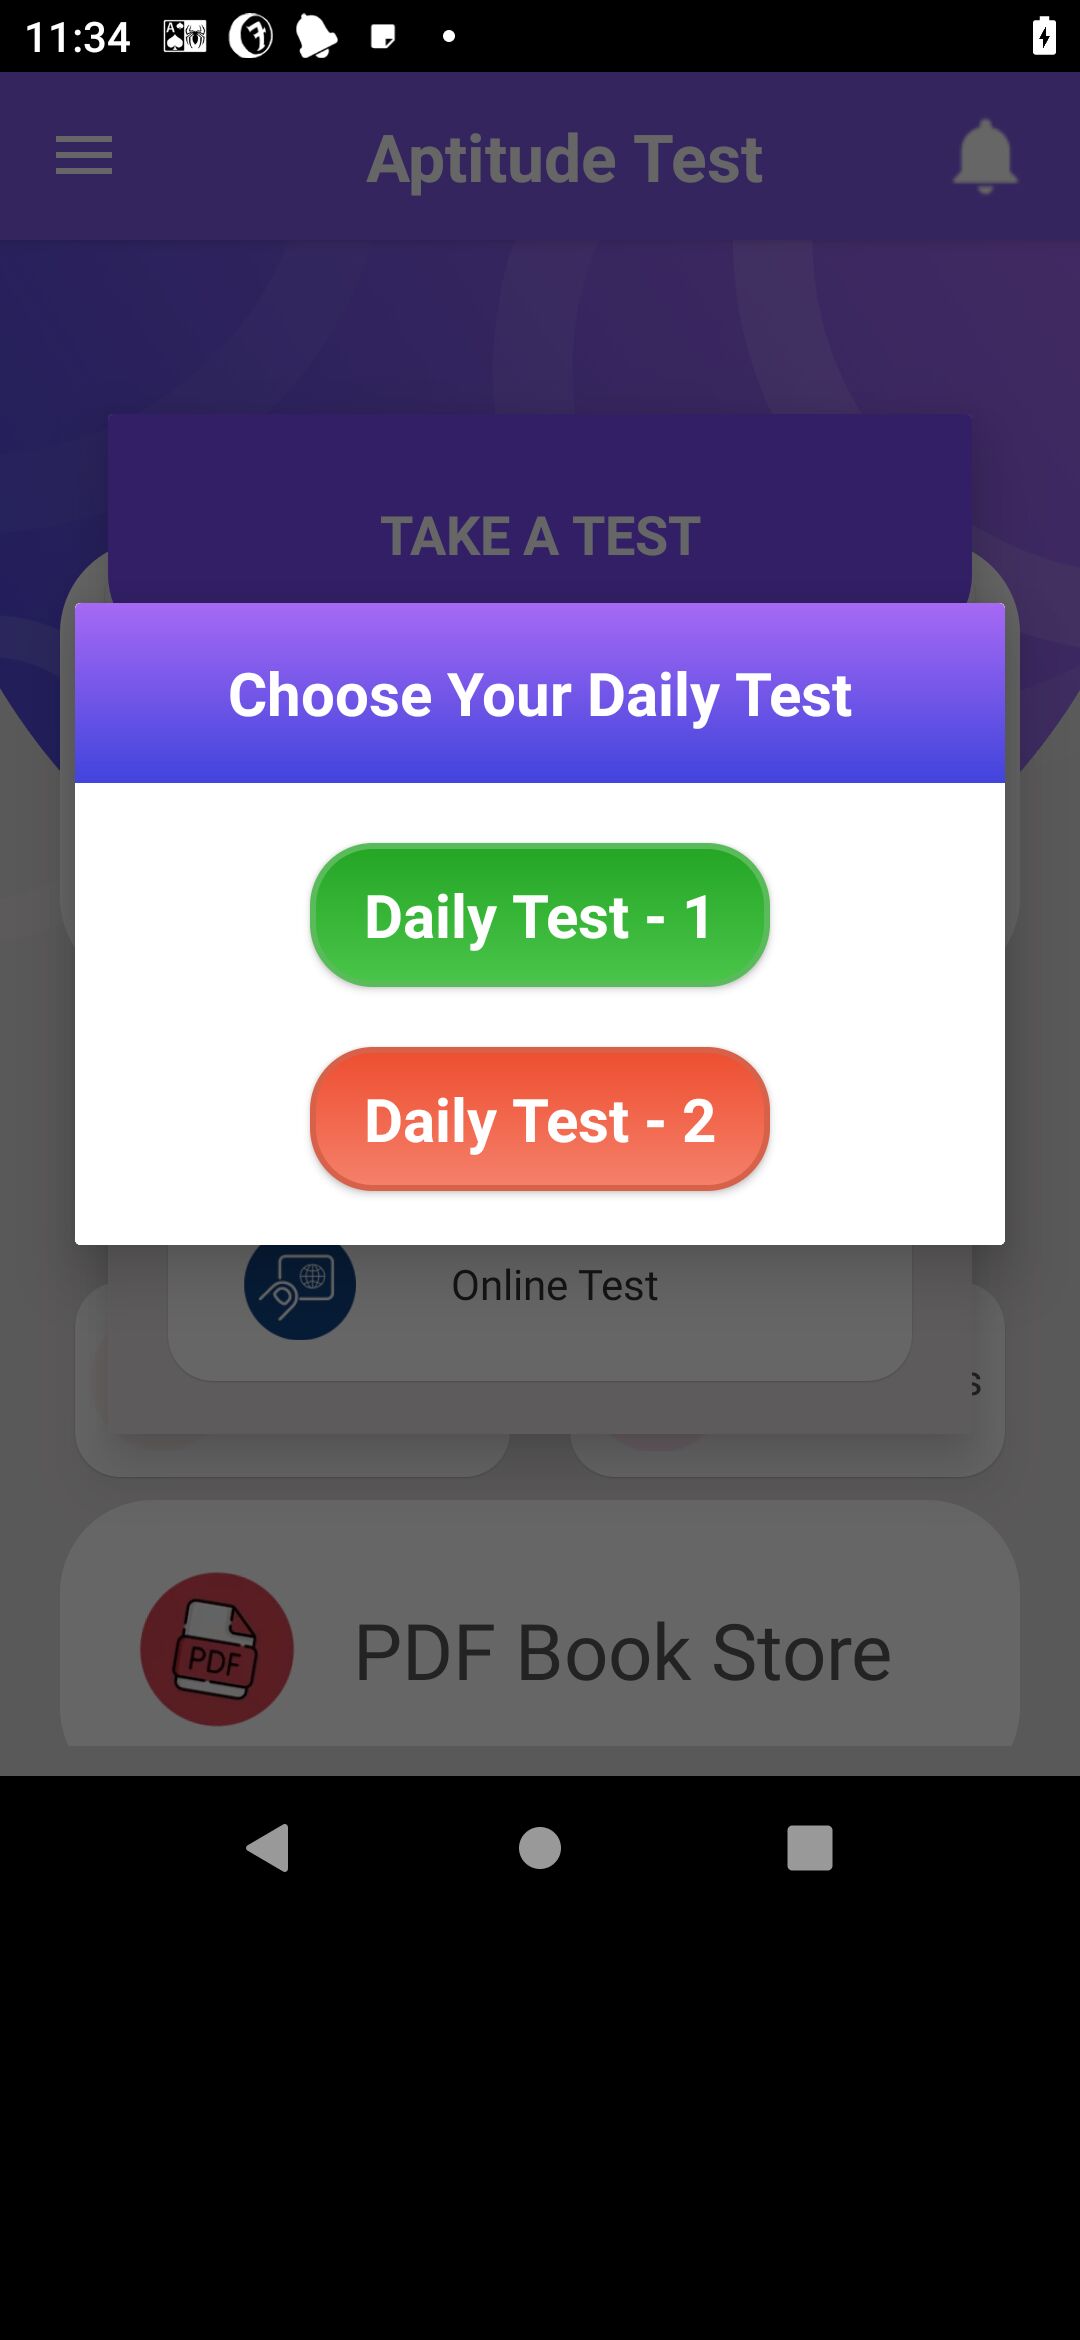 11:34
Aptitude Test
TAKE A TEST
Choose Your Daily Test
Daily Test - 1
Daily Test - 2
Online Test
s
PDF
PDF Book Store